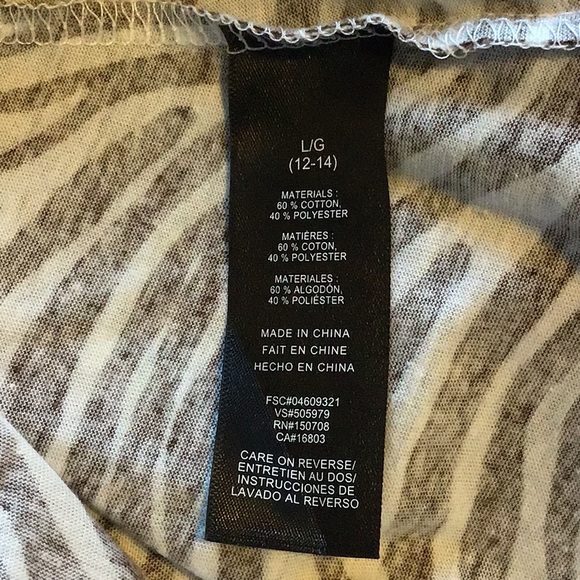 L/G
(12-14)
MATERIALS :
60 % COTTON,
40 % POLYESTER
MATIÈRES :
60 % COTON,
40 % POLYESTER
MATERIALES :
60 % ALGODÓN,
40 % POLIÉSTER
MADE IN CHINA
FAIT EN CHINE
HECHO EN CHINA
FSC#04609321
VS#505979
RN#150708
CA#16803
CARE ON REVERSE/
ENTRETIEN AU DOS/
INSTRUCCIONES DE
LAVADO AL REVERSO